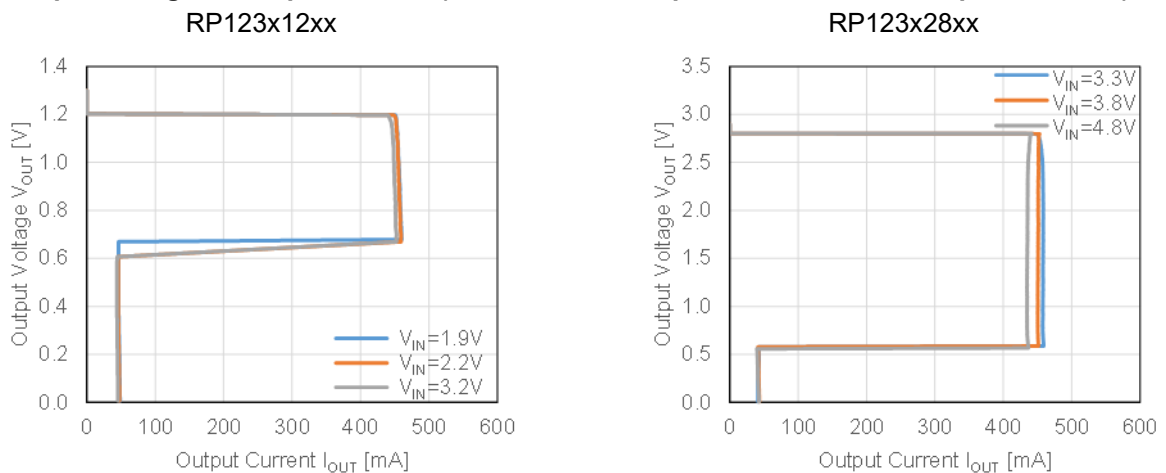 RP123x12xx
1.4
1.2
1.0
0.8
0.6
0.4
0.2
0.0
Output Voltage VOUT [V]
VIN=1.9V
VIN=2.2V
VIN=3.2V
0 100 200 300 400 500 600
Output Current IOUT [mA]
RP123x28xx
3.5
3.0
2.5
2.0
1.5
1.0
0.5
0.0
Output Voltage VOUT [V]
VIN=3.3V
VIN=3.8V
VIN=4.8V
0 100 200 300 400 500 600
Output Current IOUT [mA]